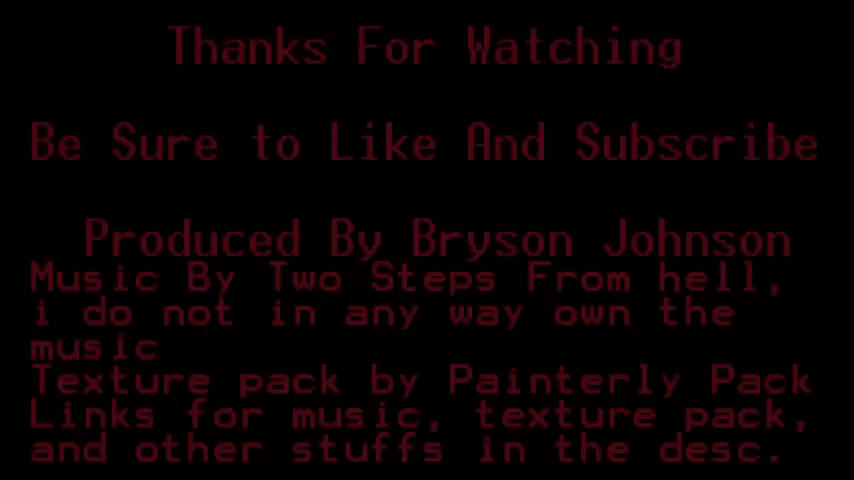 Thanks For Watching
Be Sure to Like And Subscribe
Produced By Bryson Johnson
Music By Two Steps From hell,
i do not in any way own the
music
Texture pack by Painterly Pack
Links for music, texture pack,
and other stuffs in the desc.